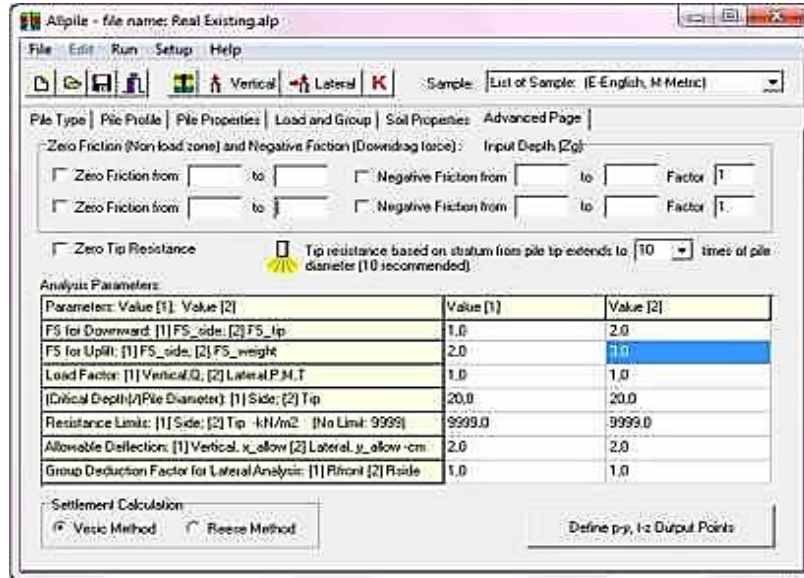 Allpile - file name: Real Existing.alp
File Edit Run Setup Help
Vertical Lateral K Sample: List of Sample: (E-English, M-Metric)
Pile Type Pile Profile Pile Properties Load and Group Soil Properties Advanced Page
Zero Friction (Non load zone) and Negative Friction (Downdrag force): Input Depth (Zg)
Zero Friction from to Negative Friction from to Factor 1
Zero Friction from to Negative Friction from to Factor 1
Zero Tip Resistance Tip resistance based on stratum from pile tip extends to 10 times of pile
diameter (10 recommended)
Analysis Parameters:
Parameters: Value [1]; Value [2] Value [1] Value [2]
FS for Downward: [1] FS_side; [2] FS_tip 1,0 2,0
FS for Uplift: [1] FS_side; [2] FS_weight 2,0
Load Factor: [1] Vertical,Q; [2] Lateral,P,M,T 1,0 1,0
(Critical Depth)/(Pile Diameter): [1] Side; [2] Tip 20,0 20,0
Resistance Limits: [1] Side; [2] Tip -kN/m2 (No Limit: 9999) 9999,0 9999,0
Allowable Deflection: [1] Vertical, x_allow [2] Lateral, y_allow -cm 2,0 2,0
Group Deduction Factor for Lateral Analysis: [1] Rfront [2] Rside 1,0 1,0
Settlement Calculation
Vesic Method Reese Method Define p-y, t-z Output Points